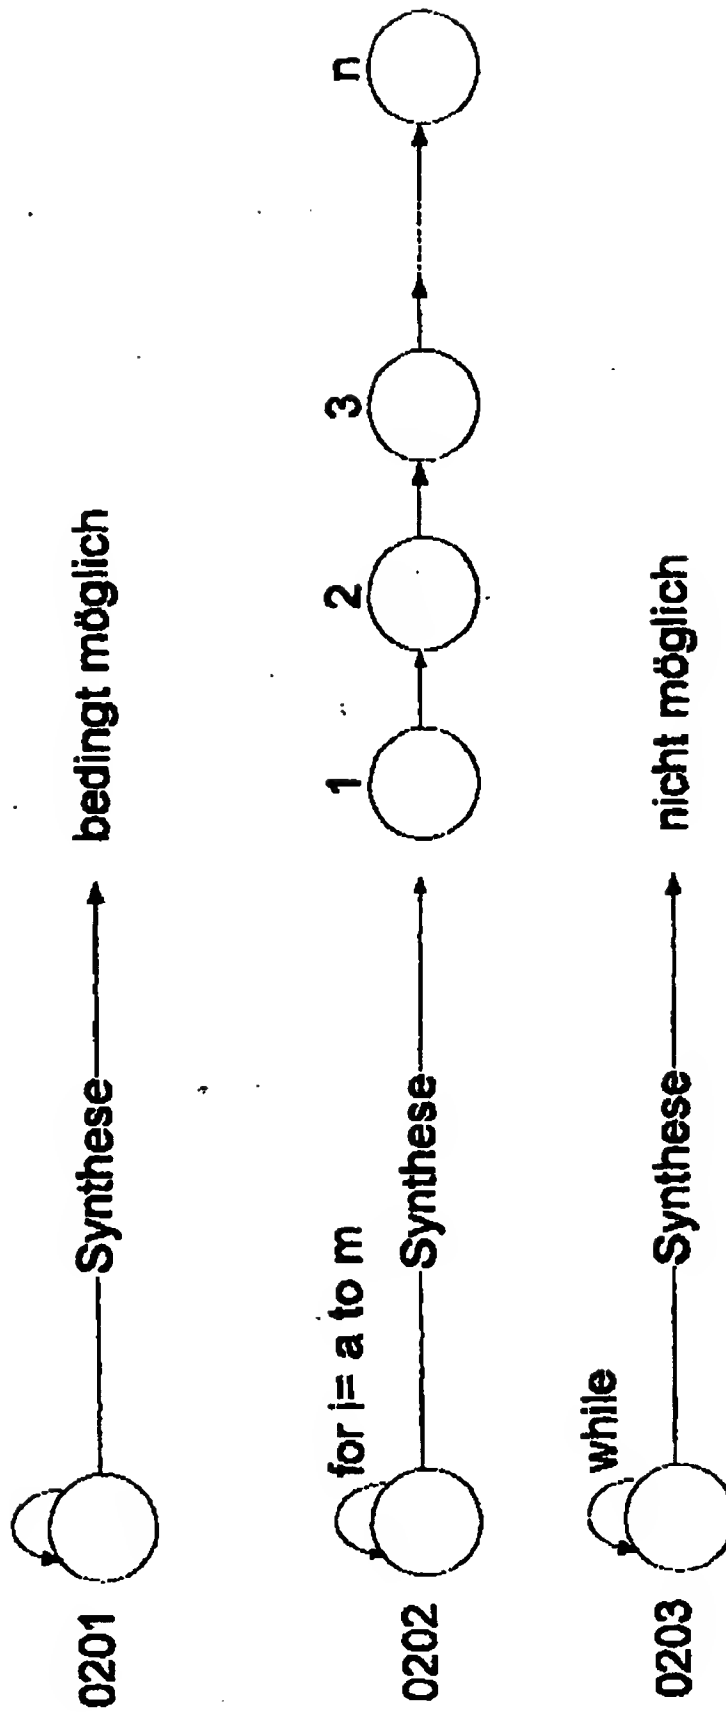 0201
Synthese
bedingt möglich
0202
for i= a to m
Synthese
1
2
3
n
0203
while
Synthese
nicht möglich